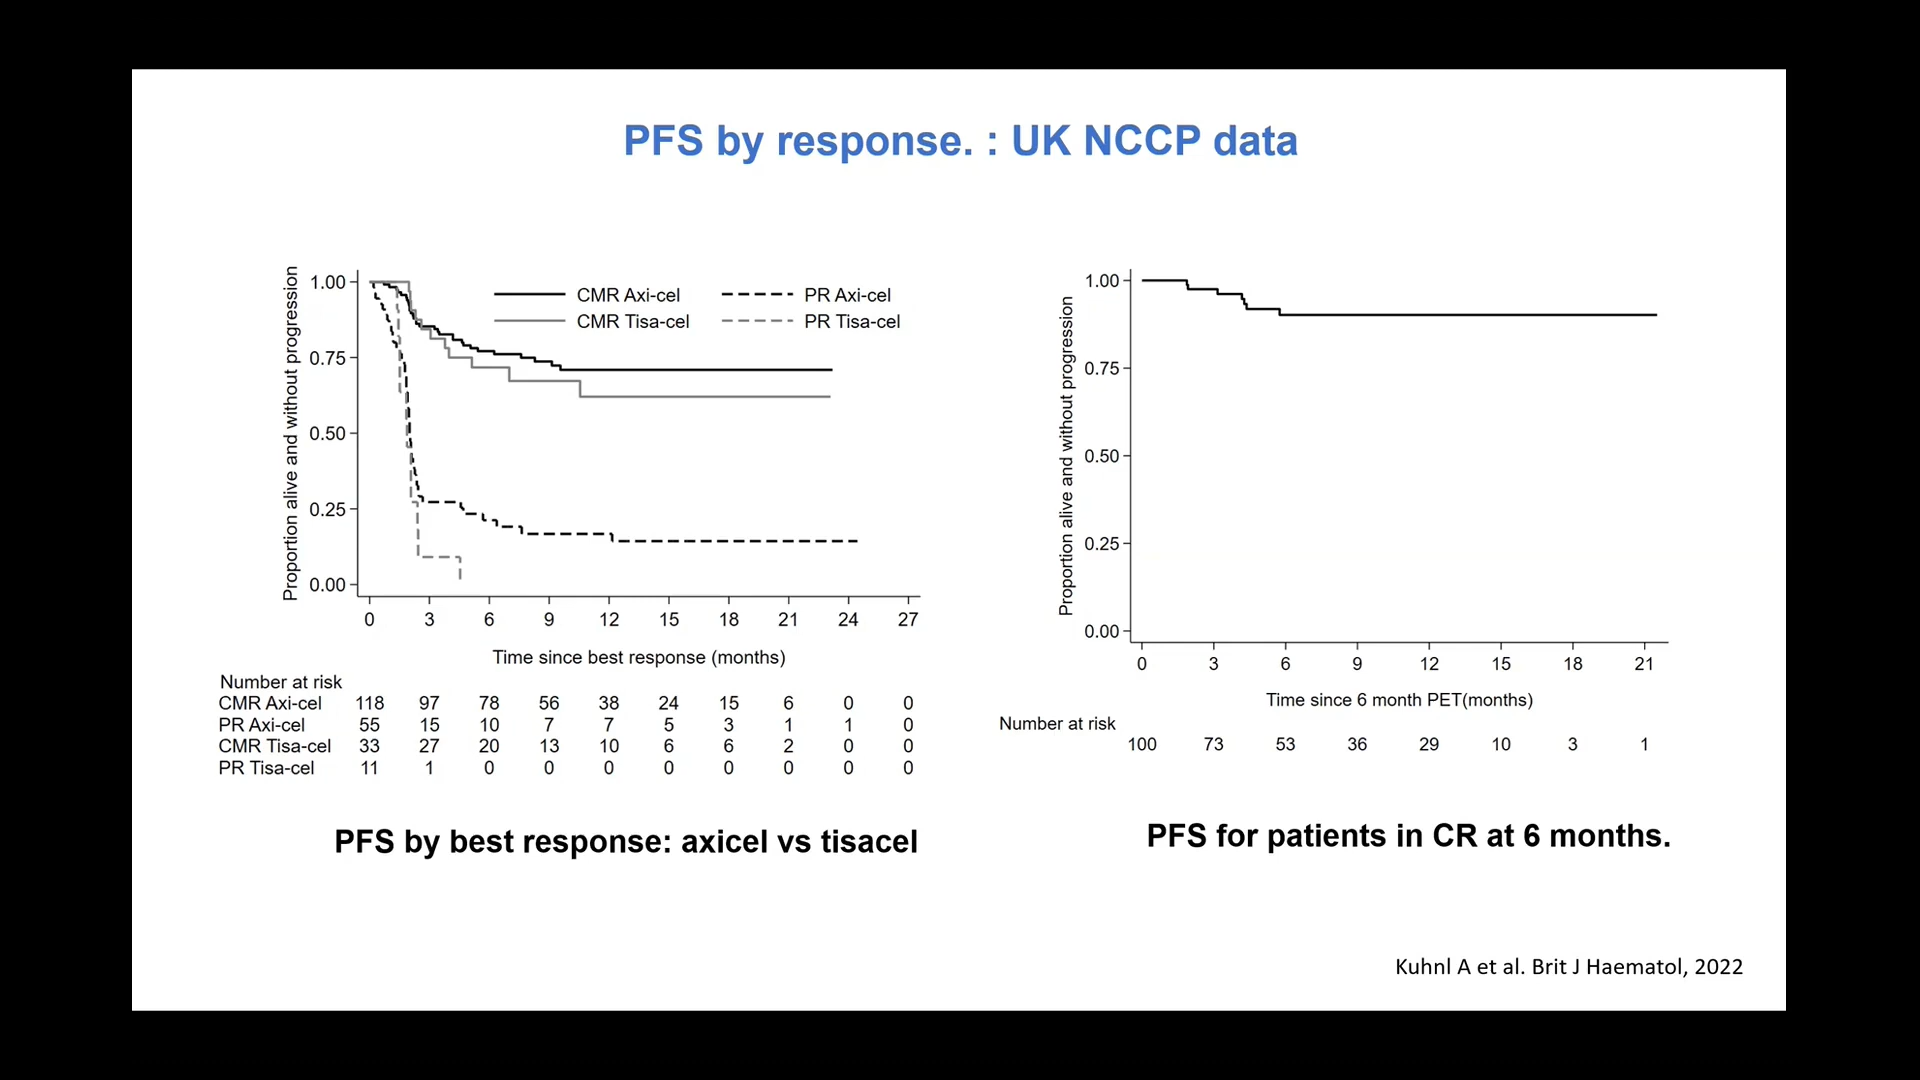 PFS by response. : UK NCCP data
Proportion alive and without progression
1.00
0.75
0.50
0.25
0.00
CMR Axi-cel
PR Axi-cel
CMR Tisa-cel
PR Tisa-cel
0 3 6 9 12 15 18 21 24 27
Time since best response (months)
Number at risk
CMR Axi-cel 118 97 78 56 38 24 15 6 0 0
PR Axi-cel 55 15 10 7 7 5 3 1 1 0
CMR Tisa-cel 33 27 20 13 10 6 6 2 0 0
PR Tisa-cel 11 1 0 0 0 0 0 0 0 0
PFS by best response: axicel vs tisacel
Proportion alive and without progression
1.00
0.75
0.50
0.25
0.00
0 3 6 9 12 15 18 21
Time since 6 month PET(months)
Number at risk
100 73 53 36 29 10 3 1
PFS for patients in CR at 6 months.
Kuhnl A et al. Brit J Haematol, 2022